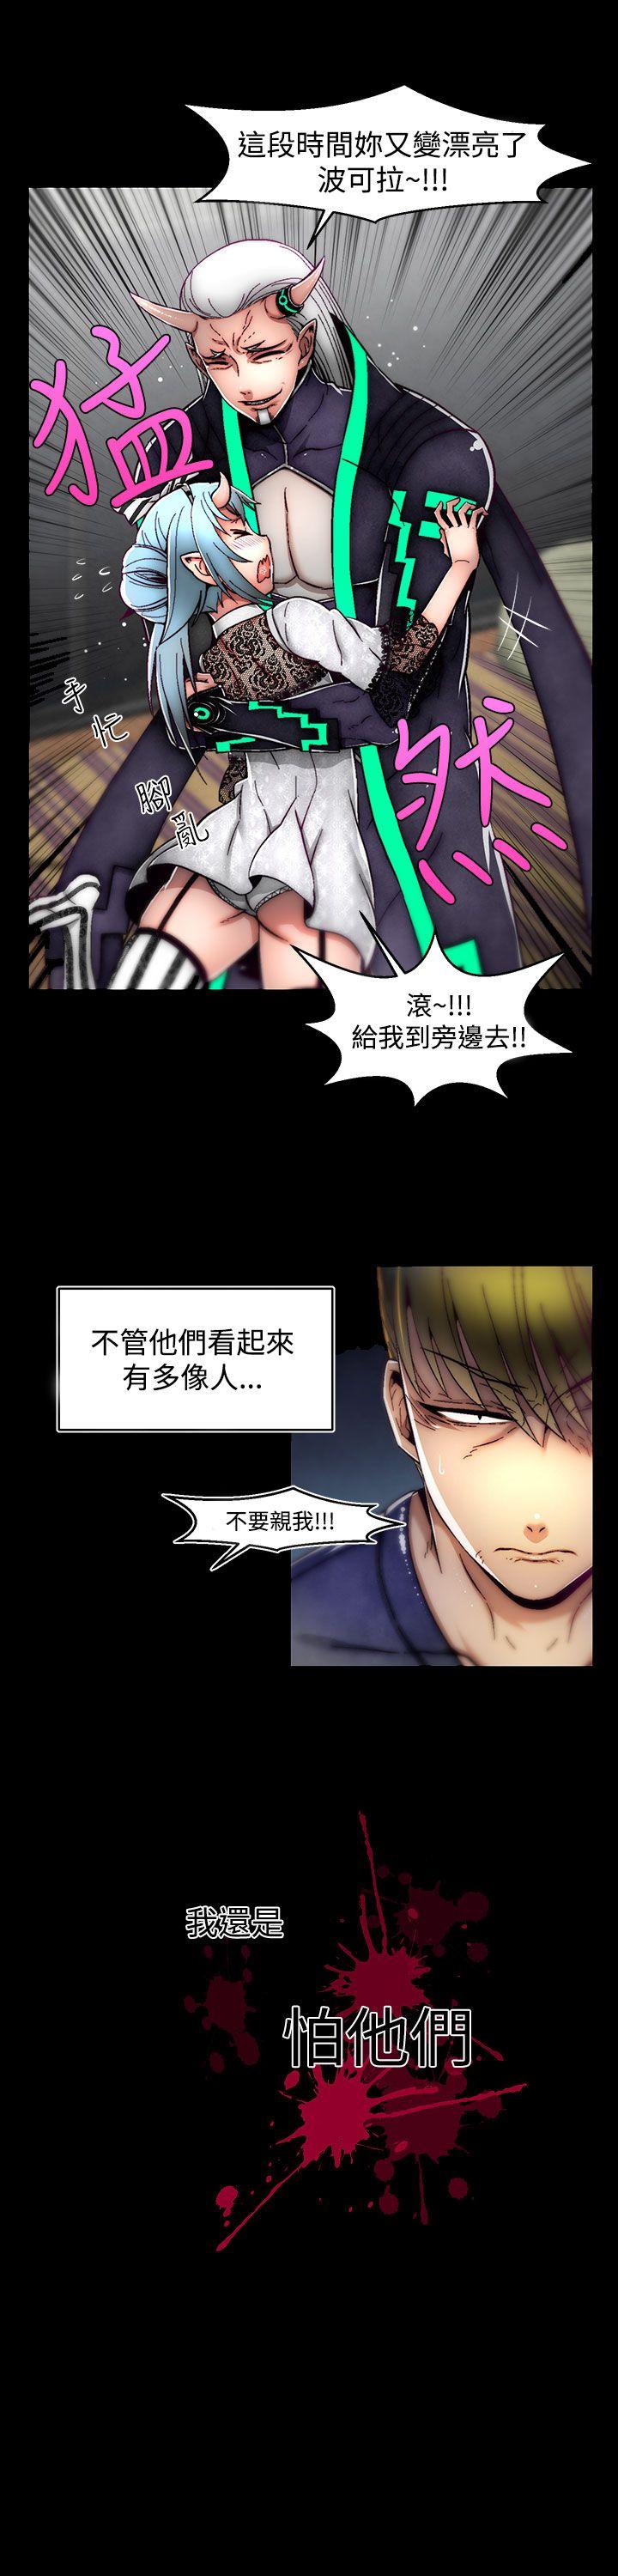 這段時間妳又變漂亮了
波可拉~!!!
猛
然
手
忙
腳
亂
滾~!!!
給我到旁邊去!!
不管他們看起來
有多像人...
不要親我!!!
我還是
怕他們